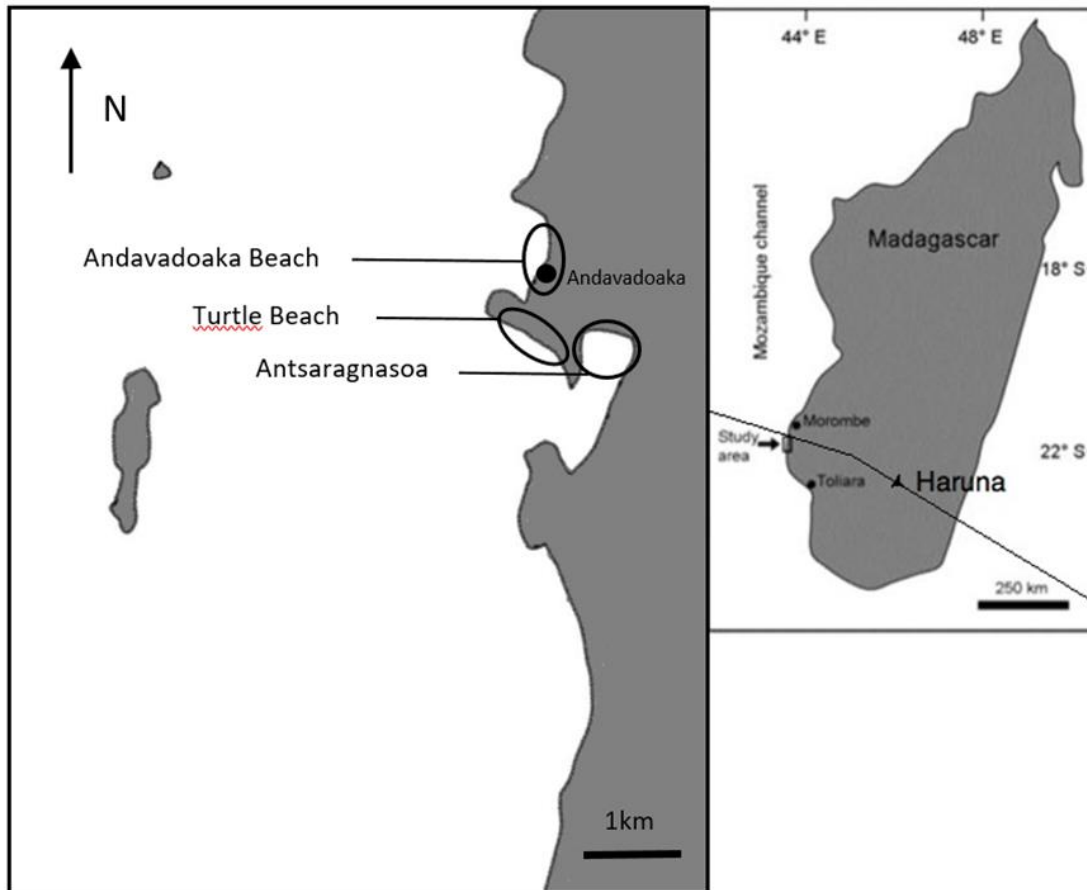 N
Andavadoaka Beach
Andavadoaka
Turtle Beach
Antsaragnasoa
1km
44° E 48° E
Mozambique channel
Madagascar
18° S
Morombe
Study
area
22° S
Toliara
Haruna
250 km